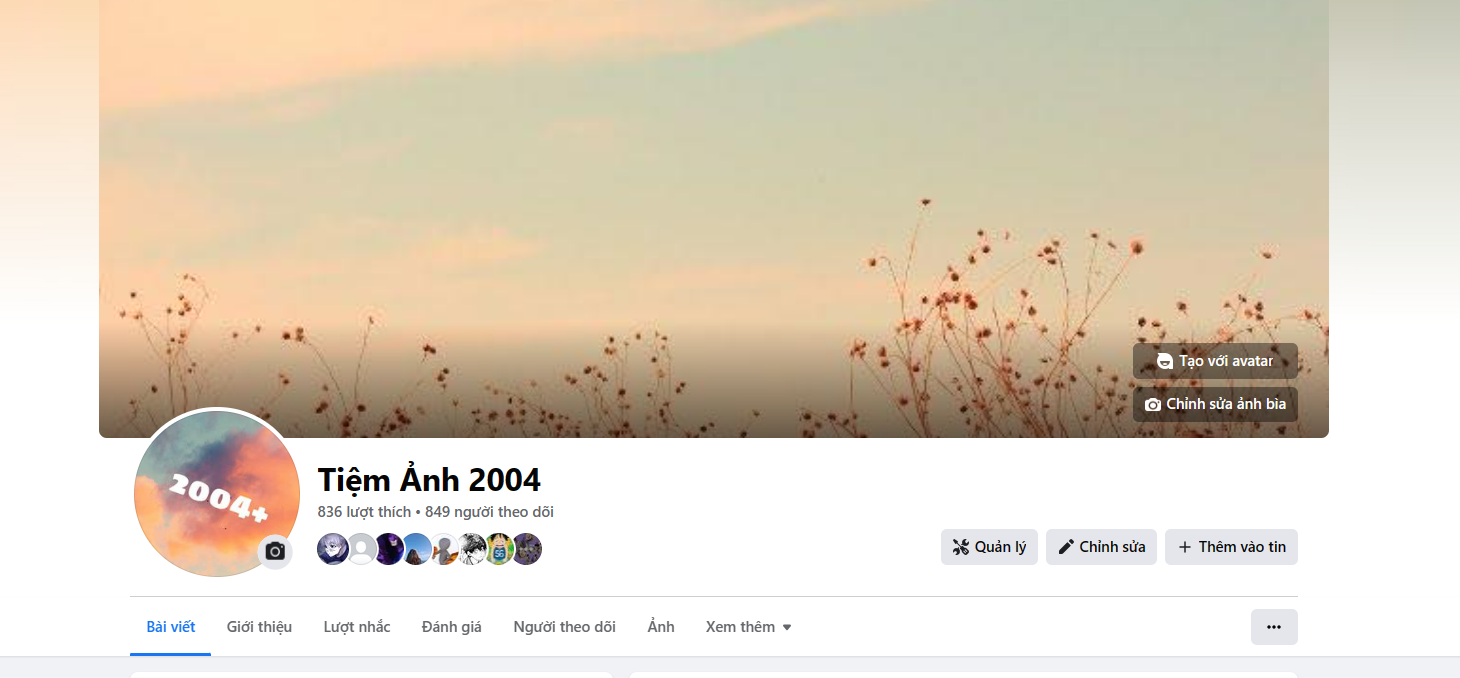 Tạo với avatar
Chỉnh sửa ảnh bìa
2004+
Tiệm Ảnh 2004
836 lượt thích • 849 người theo dõi
Quản lý Chỉnh sửa + Thêm vào tin
Bài viết Giới thiệu Lượt nhắc Đánh giá Người theo dõi Ảnh Xem thêm